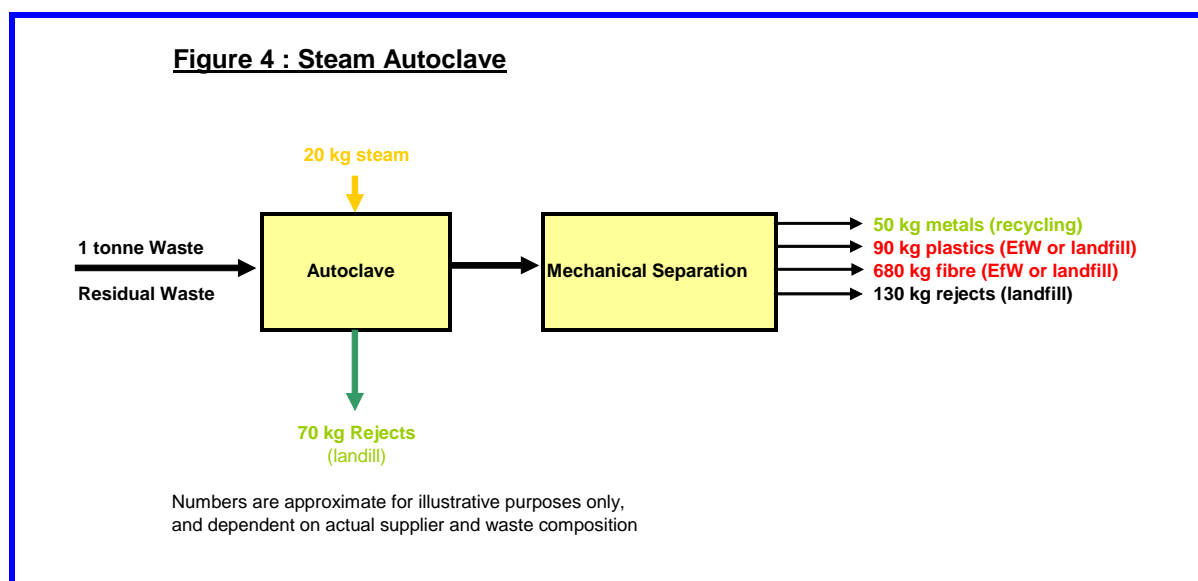 Figure 4 : Steam Autoclave
20 kg steam
1 tonne Waste
Residual Waste
Autoclave
Mechanical Separation
50 kg metals (recycling)
90 kg plastics (EfW or landfill)
680 kg fibre (EfW or landfill)
130 kg rejects (landfill)
70 kg Rejects
(landill)
Numbers are approximate for illustrative purposes only,
and dependent on actual supplier and waste composition